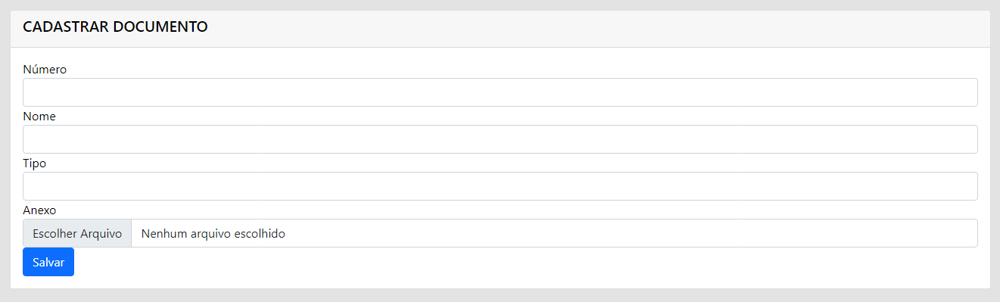 CADASTRAR DOCUMENTO
Número
Nome
Tipo
Anexo
Escolher Arquivo Nenhum arquivo escolhido
Salvar